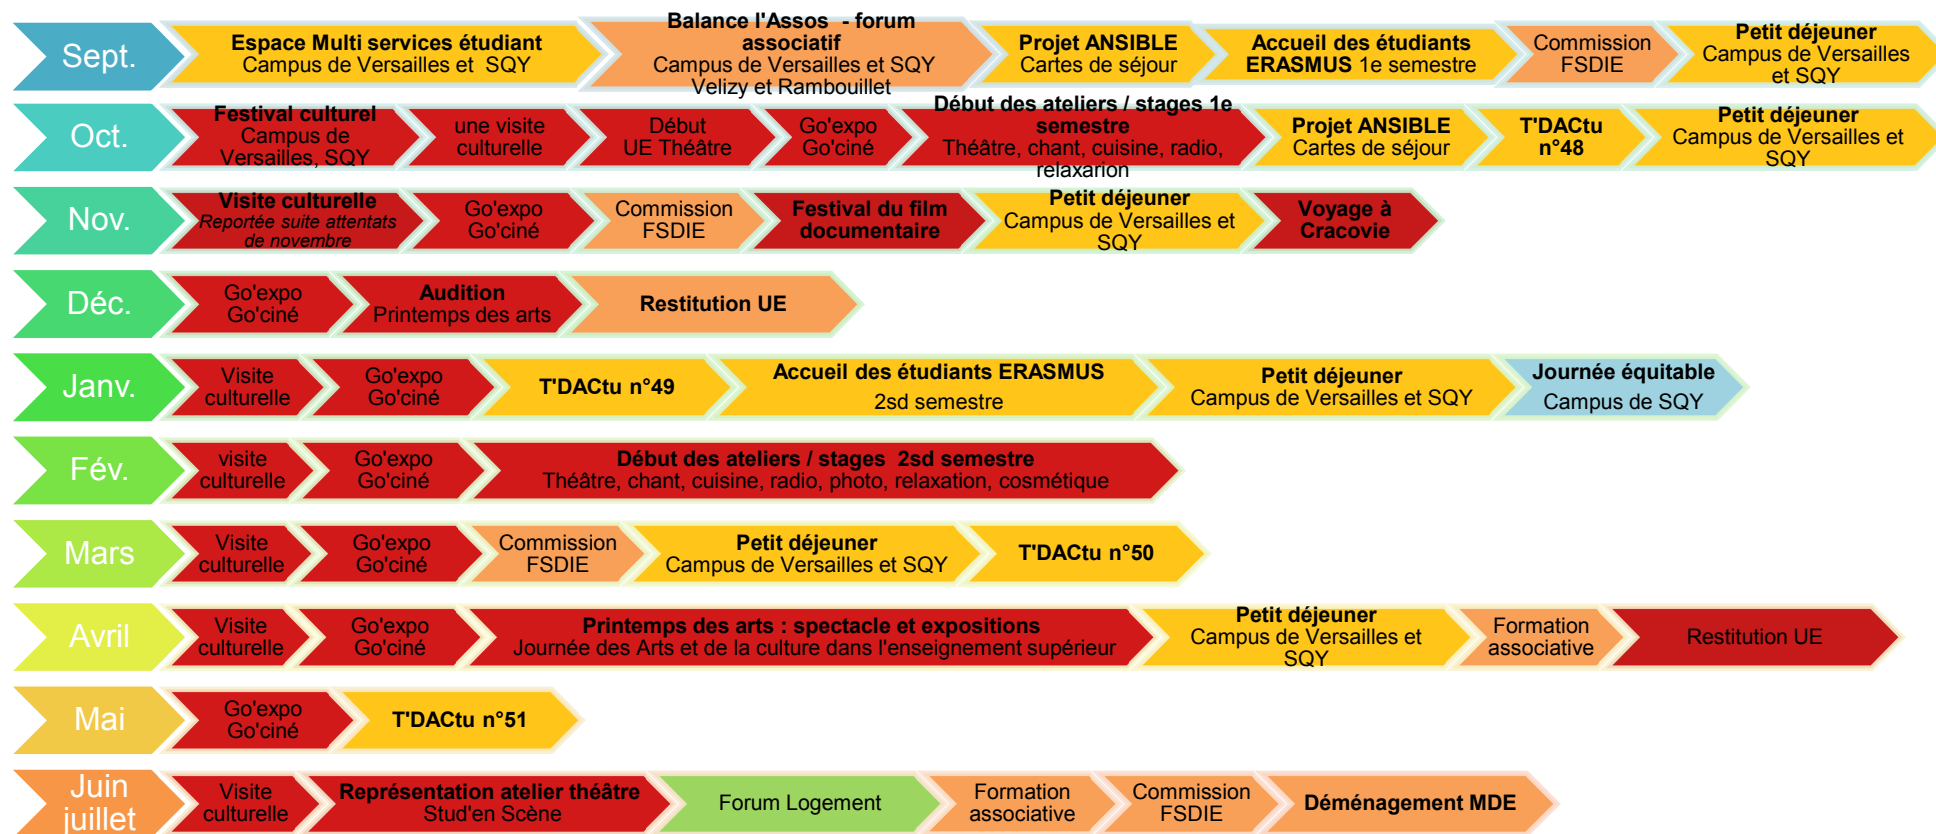 Sept.
Espace Multi services étudiant
Campus de Versailles et SQY
Balance l'Assos - forum
associatif
Campus de Versailles et SQY
Velizy et Rambouillet
Projet ANSIBLE
Cartes de séjour
Accueil des étudiants
ERASMUS 1e semestre
Commission
FSDIE
Petit déjeuner
Campus de Versailles
et SQY
Oct.
Festival culturel
Campus de
Versailles, SQY
une visite
culturelle
Début
UE Théâtre
Go'expo
Go'ciné
Début des ateliers / stages 1e
semestre
Théâtre, chant, cuisine, radio,
relaxarion
Projet ANSIBLE
Cartes de séjour
T'DACtu
n°48
Petit déjeuner
Campus de Versailles et
SQY
Nov.
Visite culturelle
Reportée suite attentats
de novembre
Go'expo
Go'ciné
Commission
FSDIE
Festival du film
documentaire
Petit déjeuner
Campus de Versailles et
SQY
Voyage à
Cracovie
Déc.
Go'expo
Go'ciné
Audition
Printemps des arts
Restitution UE
Janv.
Visite
culturelle
Go'expo
Go'ciné
T'DACtu n°49
Accueil des étudiants ERASMUS
2sd semestre
Petit déjeuner
Campus de Versailles et SQY
Journée équitable
Campus de SQY
Fév.
visite
culturelle
Go'expo
Go'ciné
Début des ateliers / stages 2sd semestre
Théâtre, chant, cuisine, radio, photo, relaxation, cosmétique
Mars
Visite
culturelle
Go'expo
Go'ciné
Commission
FSDIE
Petit déjeuner
Campus de Versailles et SQY
T'DACtu n°50
Avril
Visite
culturelle
Go'expo
Go'ciné
Printemps des arts : spectacle et expositions
Journée des Arts et de la culture dans l'enseignement supérieur
Petit déjeuner
Campus de Versailles et
SQY
Formation
associative
Restitution UE
Mai
Go'expo
Go'ciné
T'DACtu n°51
Juin
juillet
Visite
culturelle
Représentation atelier théâtre
Stud'en Scène
Forum Logement
Formation
associative
Commission
FSDIE
Déménagement MDE